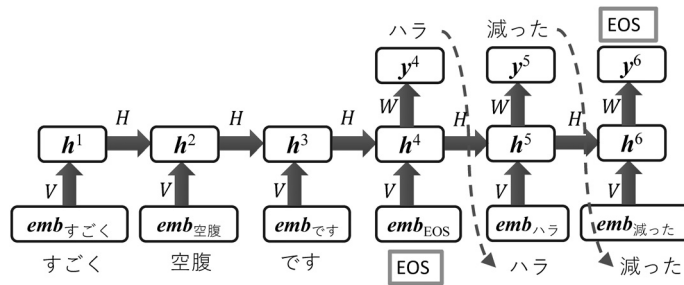 ハラ 減った EOS
y⁴ y⁵ y⁶
W W W
H H H H H
h¹ h² h³ h⁴ h⁵ h⁶
V V V V V V
embすごく emb空腹 embです embEOS embハラ emb減った
すごく 空腹 です EOS ハラ 減った